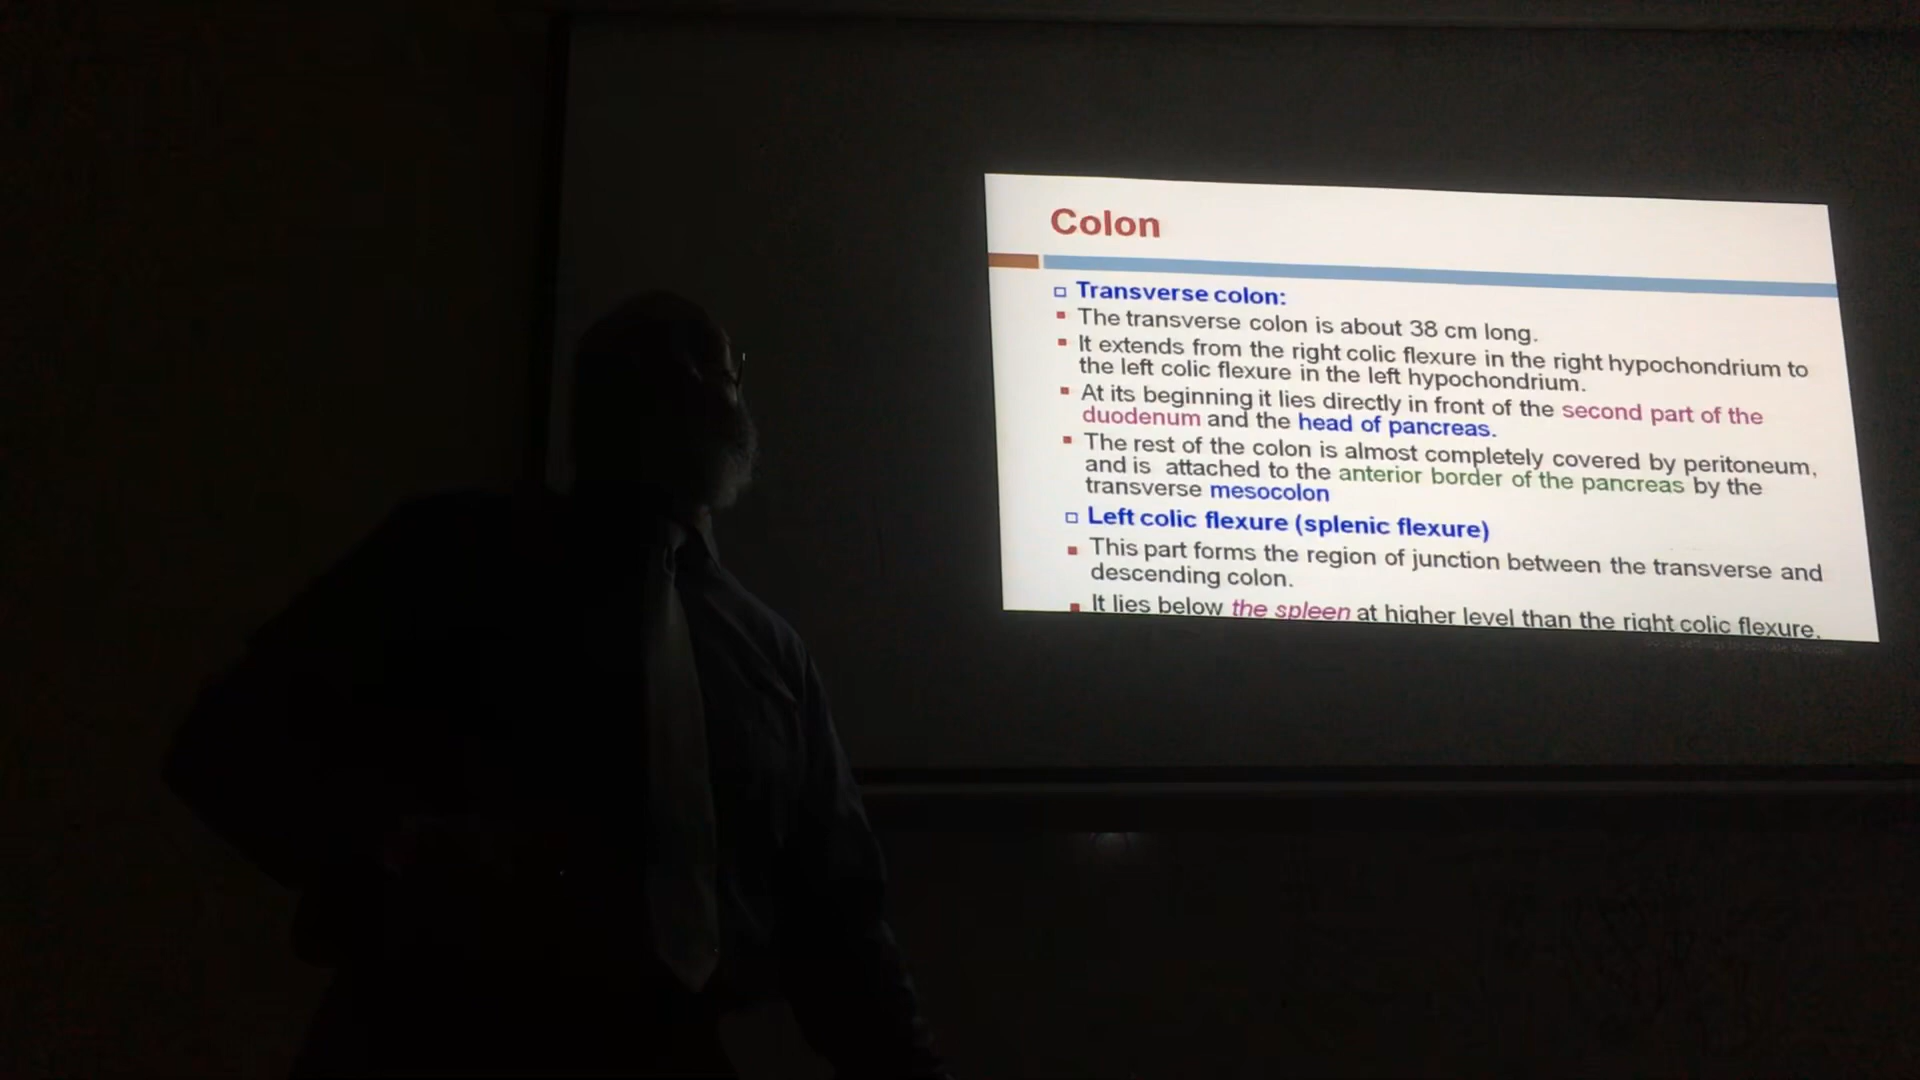 Colon
Transverse colon:
The transverse colon is about 38 cm long.
It extends from the right colic flexure in the right hypochondrium to
the left colic flexure in the left hypochondrium.
At its beginning it lies directly in front of the second part of the
duodenum and the head of pancreas.
The rest of the colon is almost completely covered by peritoneum,
and is attached to the anterior border of the pancreas by the
transverse mesocolon
Left colic flexure (splenic flexure)
This part forms the region of junction between the transverse and
descending colon.
It lies below the spleen at higher level than the right colic flexure.